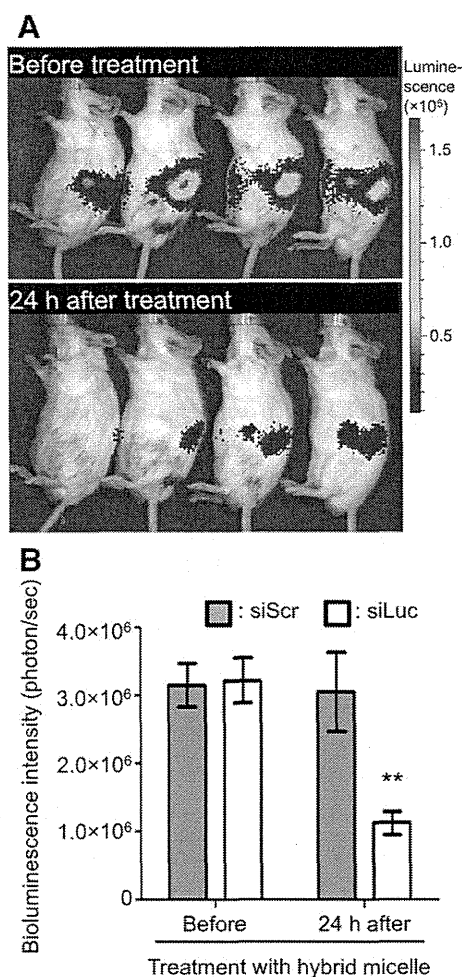 A
Before treatment
Lumine-
scence
(×10⁵)
1.5
1.0
0.5
24 h after treatment
B
: siScr : siLuc
Bioluminescence intensity (photon/sec)
4.0×10⁶
3.0×10⁶
2.0×10⁶
1.0×10⁶
0
**
Before 24 h after
Treatment with hybrid micelle